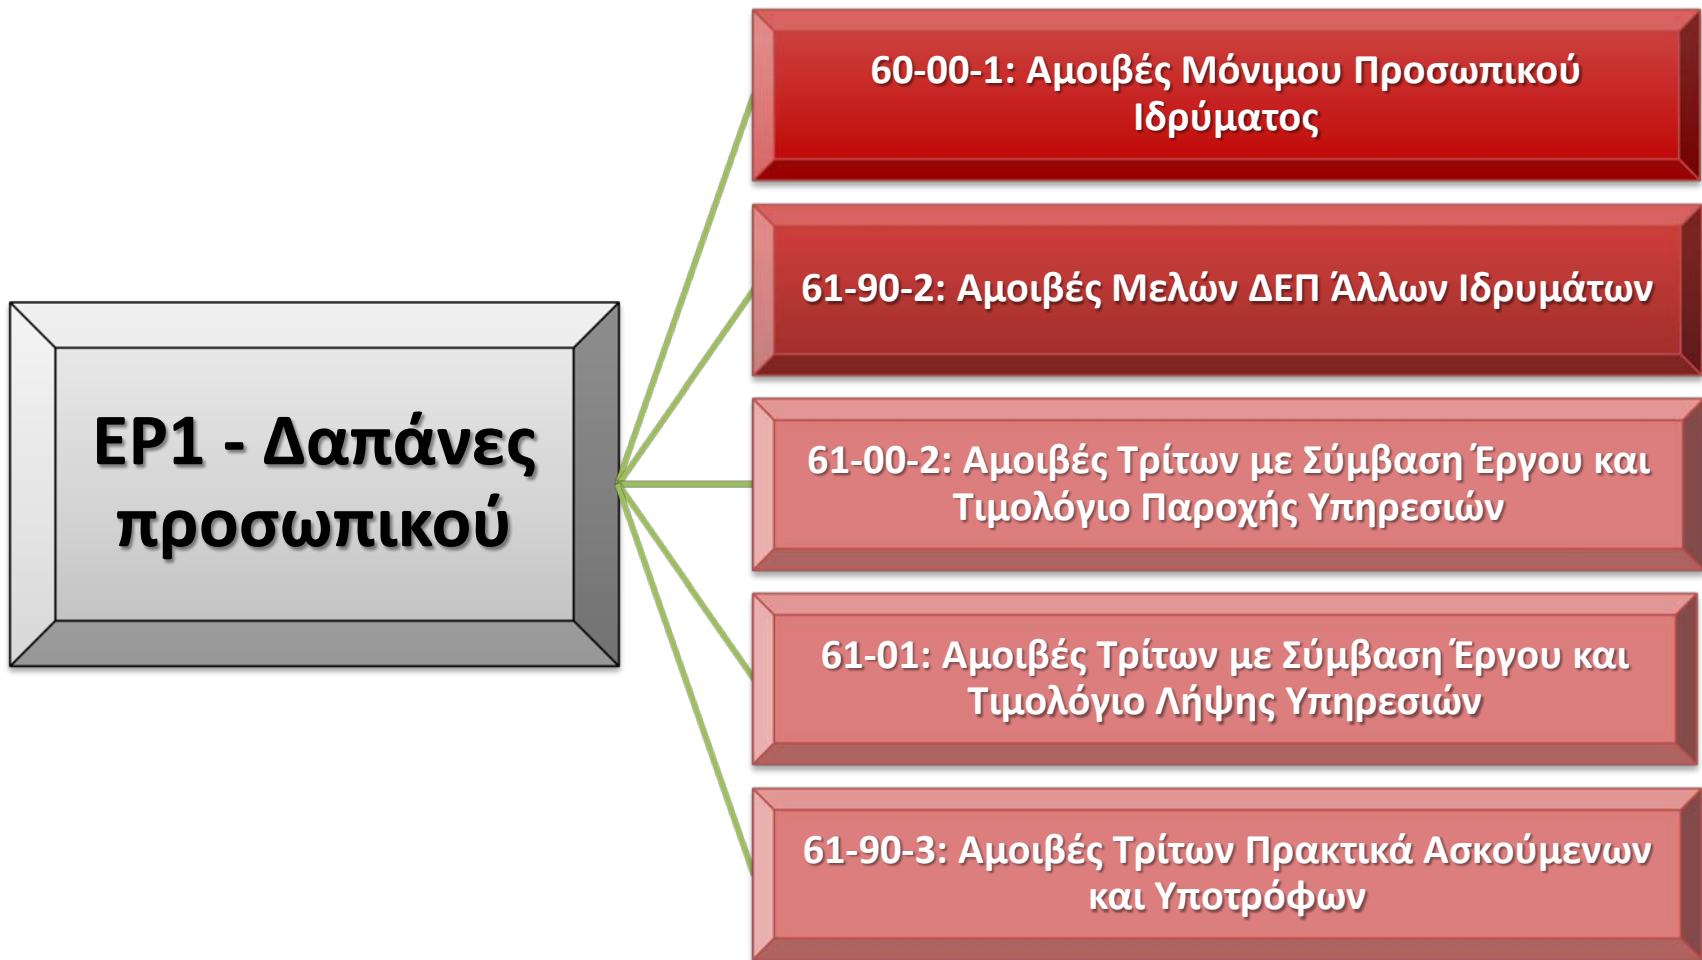 ΕΡ1 - Δαπάνες
προσωπικού
60-00-1: Αμοιβές Μόνιμου Προσωπικού
Ιδρύματος
61-90-2: Αμοιβές Μελών ΔΕΠ Άλλων Ιδρυμάτων
61-00-2: Αμοιβές Τρίτων με Σύμβαση Έργου και
Τιμολόγιο Παροχής Υπηρεσιών
61-01: Αμοιβές Τρίτων με Σύμβαση Έργου και
Τιμολόγιο Λήψης Υπηρεσιών
61-90-3: Αμοιβές Τρίτων Πρακτικά Ασκούμενων
και Υποτρόφων